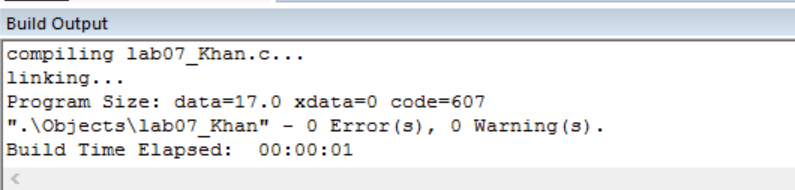 Build Output
compiling lab07_Khan.c...
linking...
Program Size: data=17.0 xdata=0 code=607
".\Objects\lab07_Khan" - 0 Error(s), 0 Warning(s).
Build Time Elapsed:  00:00:01